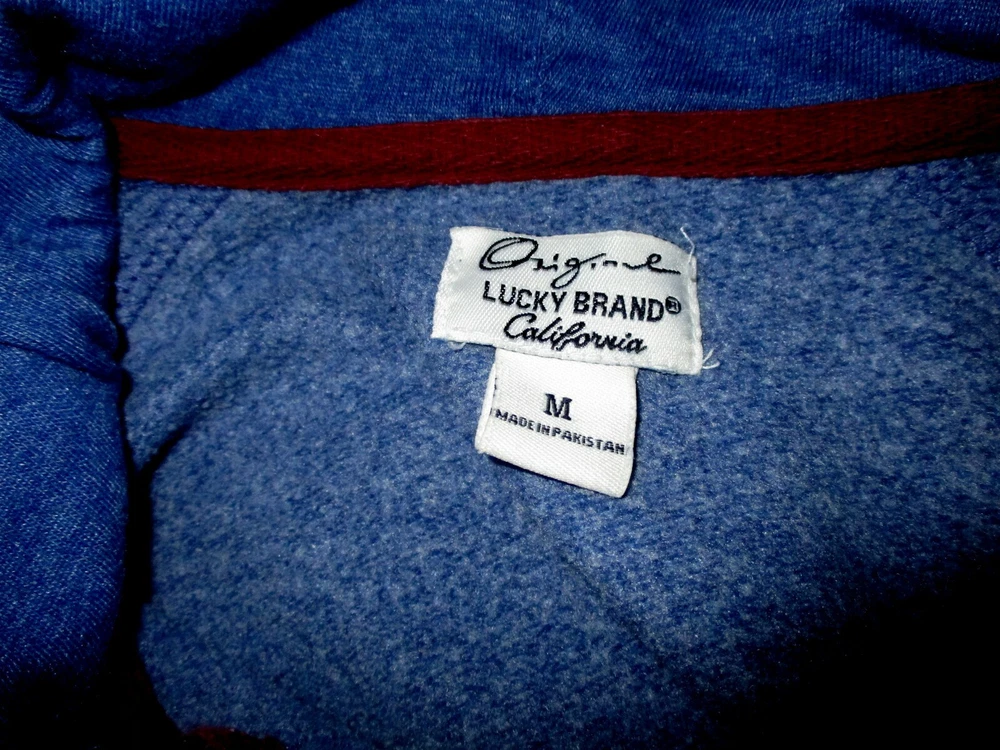 Original
LUCKY BRAND®
California
M
MADE IN PAKISTAN